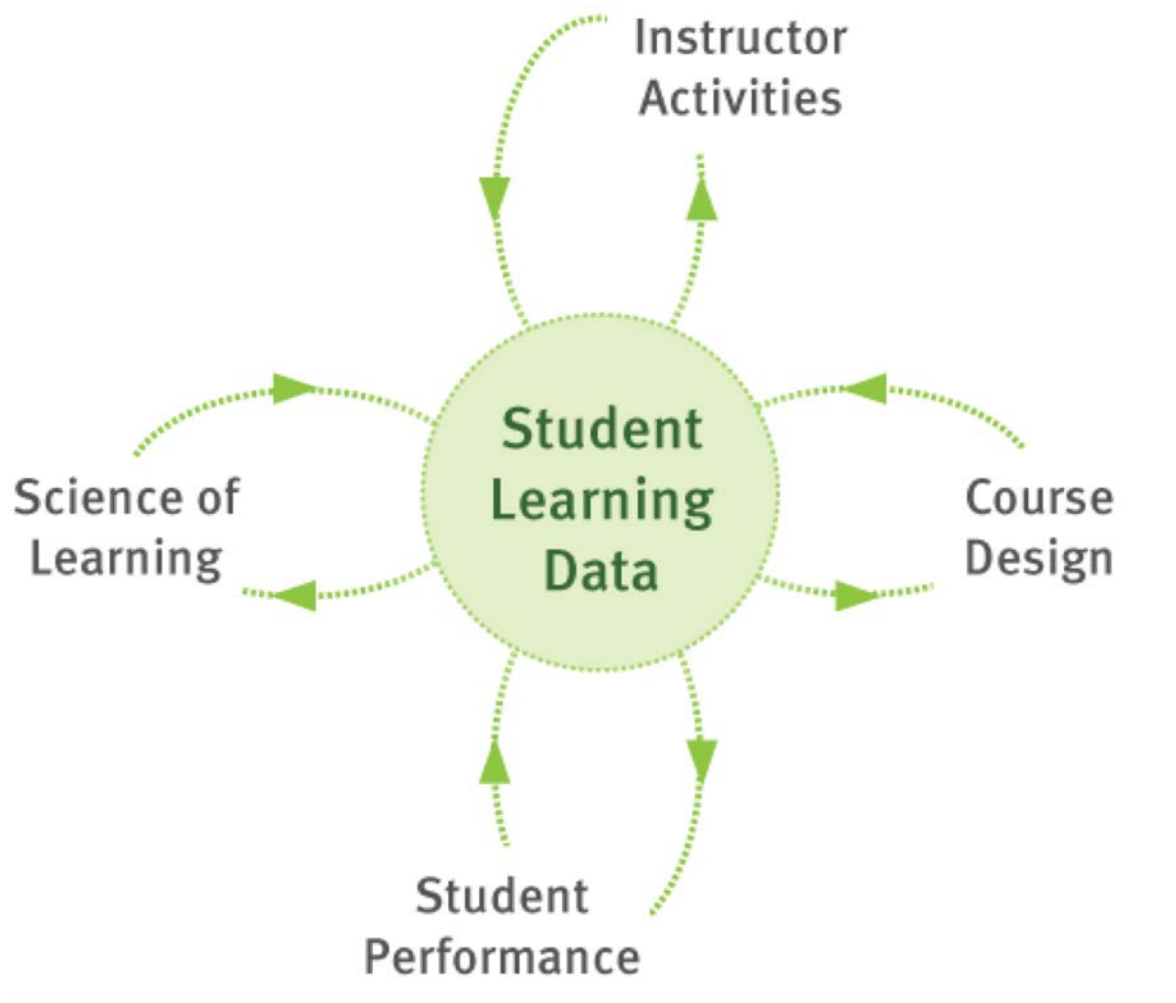 Instructor
Activities
Student
Learning
Data
Science of
Learning
Course
Design
Student
Performance